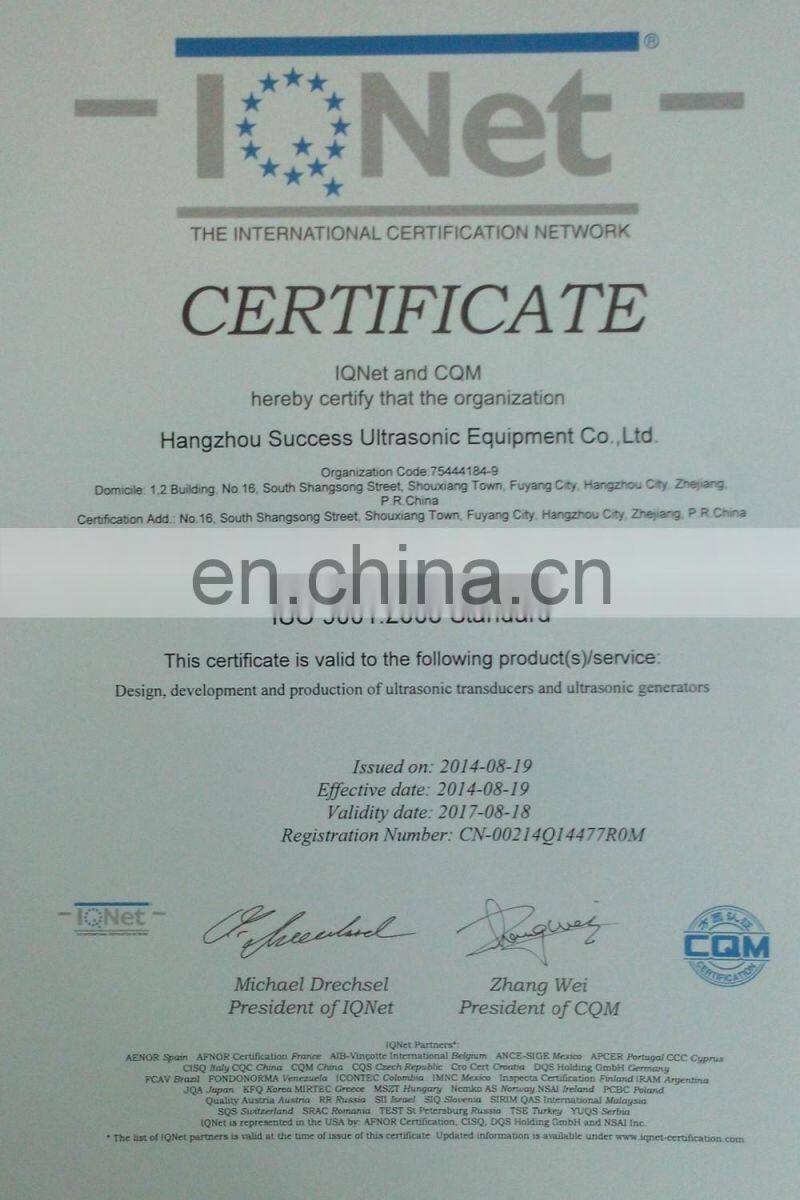 IQNet ®
THE INTERNATIONAL CERTIFICATION NETWORK
CERTIFICATE
IQNet and CQM
hereby certify that the organization
Hangzhou Success Ultrasonic Equipment Co.,Ltd.
Organization Code:75444184-9
Domicile: 1,2 Building, No.16, South Shangsong Street, Shouxiang Town, Fuyang City, Hangzhou City, Zhejiang,
P.R.China
Certification Add.: No.16, South Shangsong Street, Shouxiang Town, Fuyang City, Hangzhou City, Zhejiang, P.R.China
en.china.cn
Standard
This certificate is valid to the following product(s)/service:
Design, development and production of ultrasonic transducers and ultrasonic generators
Issued on: 2014-08-19
Effective date: 2014-08-19
Validity date: 2017-08-18
Registration Number: CN-00214Q14477R0M
IQNet
CQM
CERTIFICATION
Michael Drechsel
President of IQNet
Zhang Wei
President of CQM
IQNet Partners*:
AENOR Spain AFNOR Certification France AIB-Vinçotte International Belgium ANCE-SIGE Mexico APCER Portugal CCC Cyprus
CISQ Italy CQC China CQM China CQS Czech Republic Cro Cert Croatia DQS Holding GmbH Germany
FCAV Brazil FONDONORMA Venezuela ICONTEC Colombia IMNC Mexico Inspecta Certification Finland IRAM Argentina
JQA Japan KFQ Korea MIRTEC Greece MSZT Hungary Nemko AS Norway NSAI Ireland PCBC Poland
Quality Austria Austria RR Russia SII Israel SIQ Slovenia SIRIM QAS International Malaysia
SQS Switzerland SRAC Romania TEST St Petersburg Russia TSE Turkey YUQS Serbia
IQNet is represented in the USA by: AFNOR Certification, CISQ, DQS Holding GmbH and NSAI Inc.
* The list of IQNet partners is valid at the time of issue of this certificate. Updated information is available under www.iqnet-certification.com